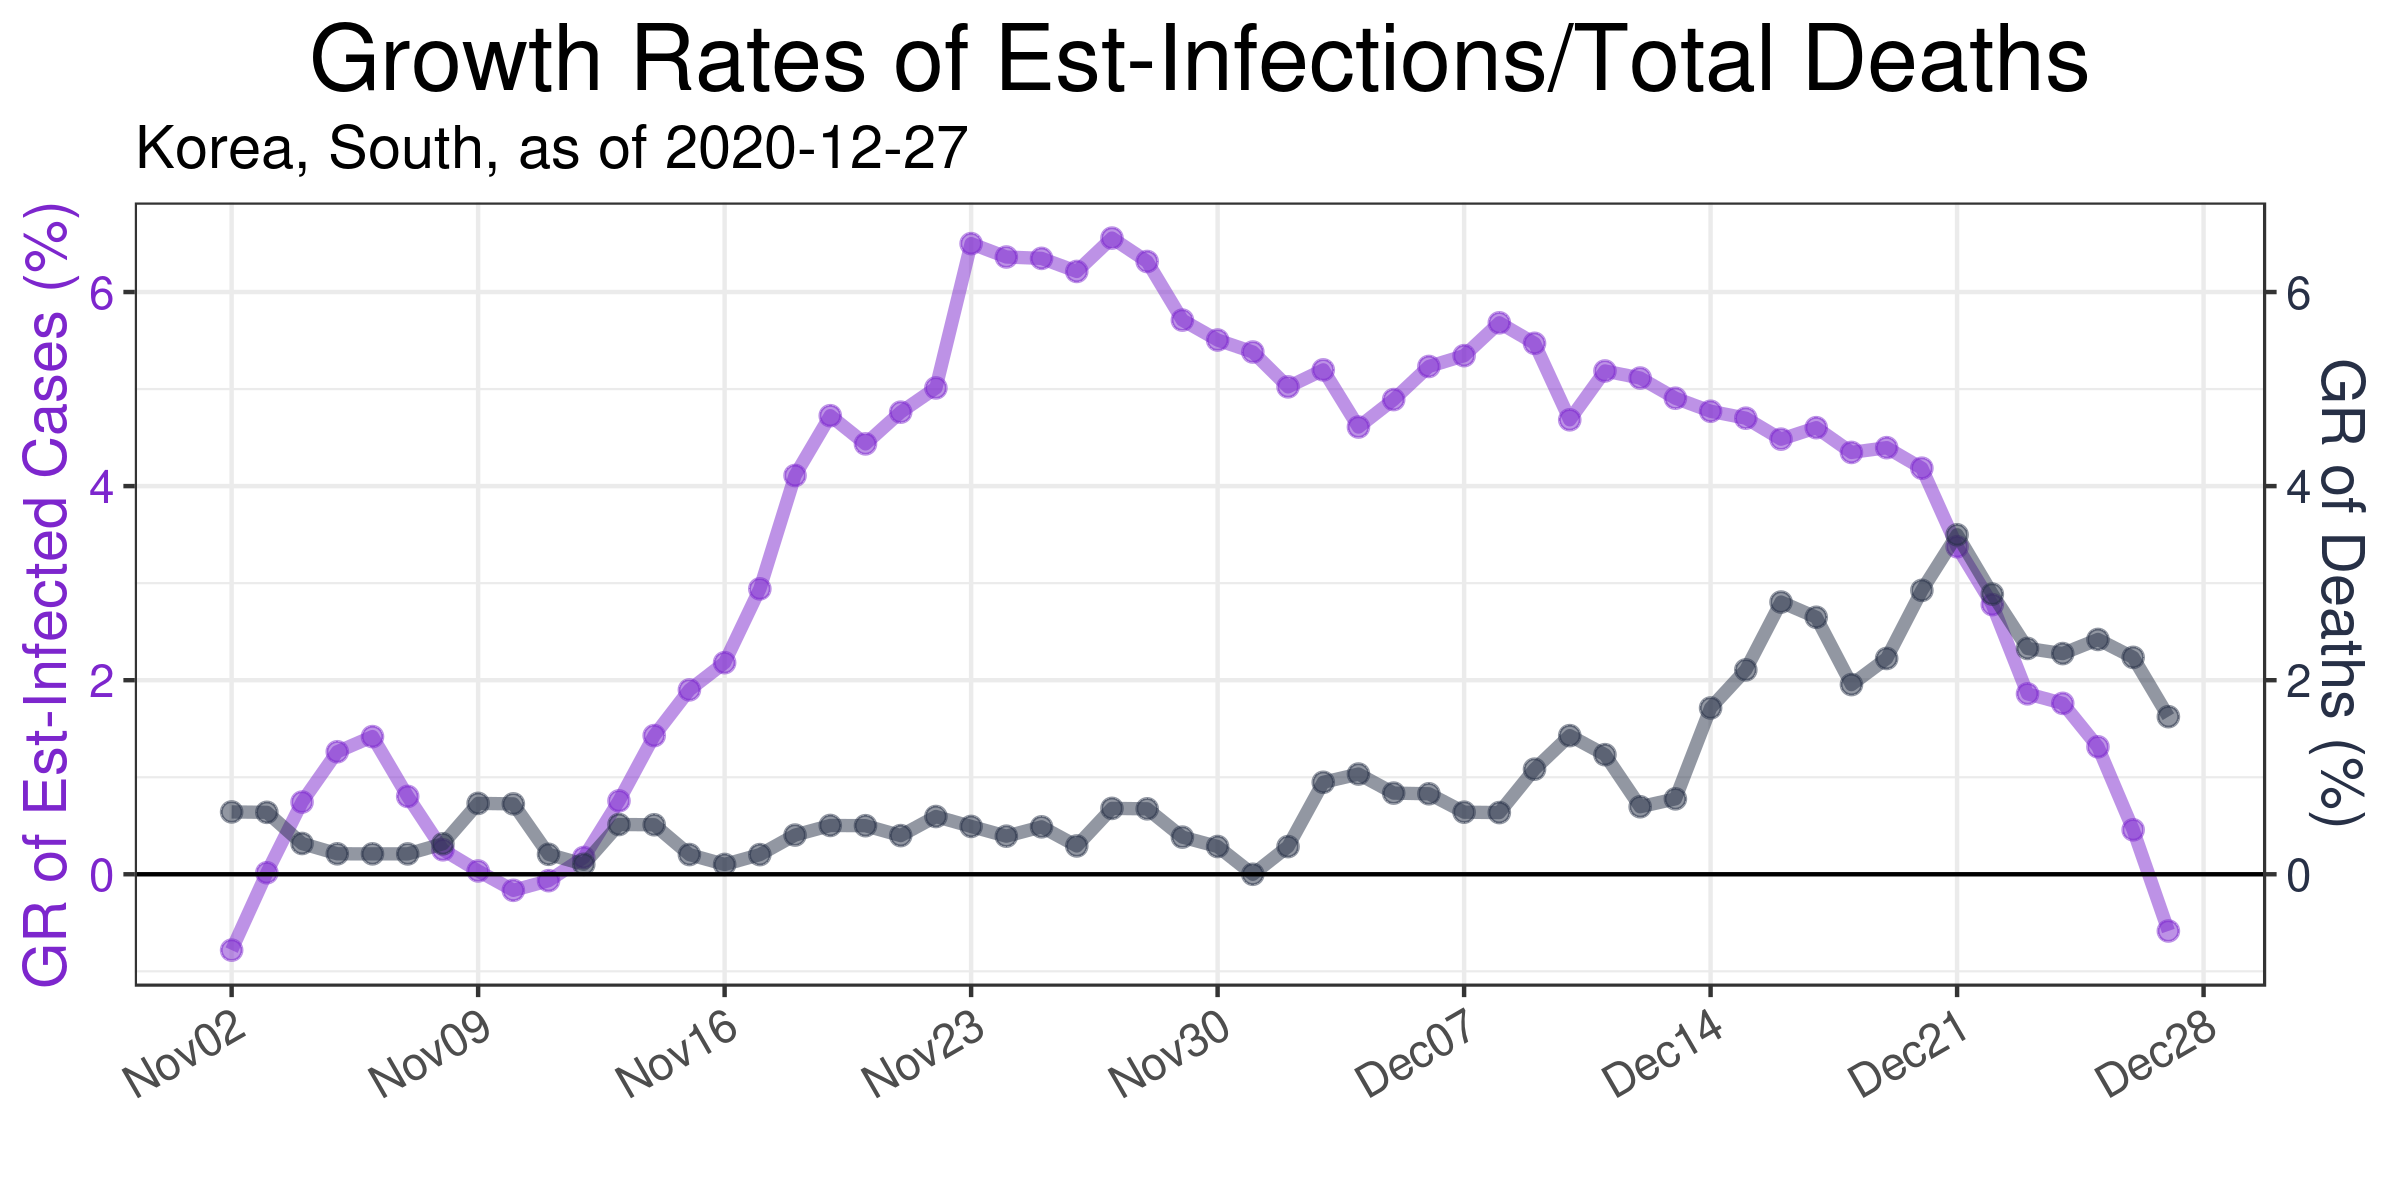 Growth Rates of Est-Infections/Total Deaths
Korea, South, as of 2020-12-27
GR of Est-Infected Cases (%)
6
4
2
0
6
4
2
0
GR of Deaths (%)
Nov02
Nov09
Nov16
Nov23
Nov30
Dec07
Dec14
Dec21
Dec28